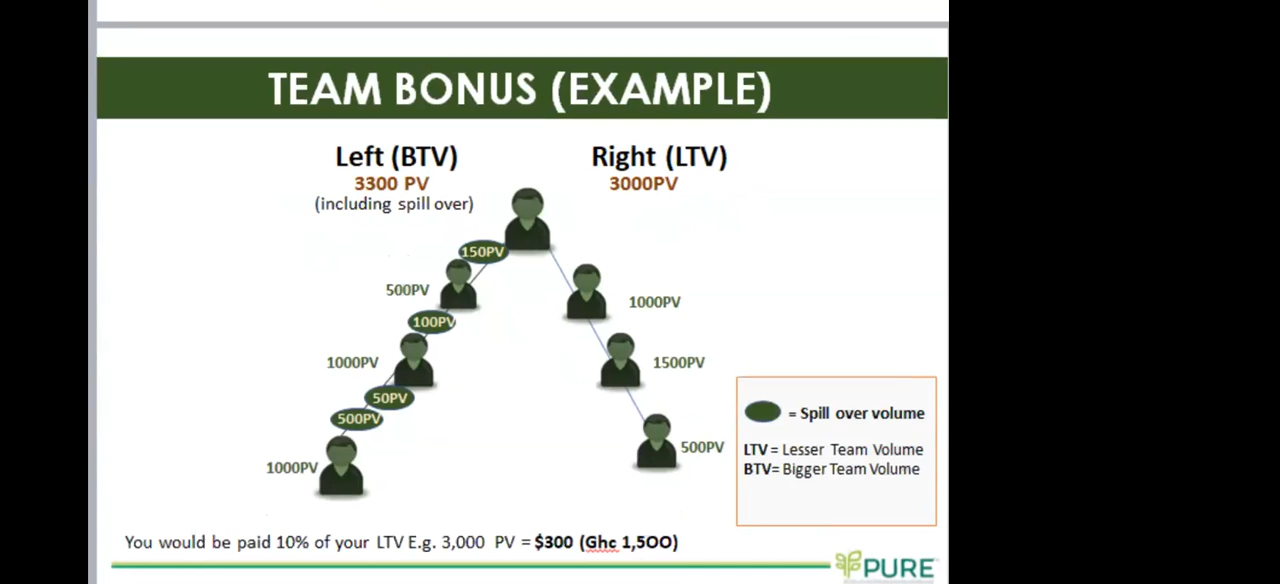 TEAM BONUS (EXAMPLE)
Left (BTV)
3300 PV
(including spill over)
Right (LTV)
3000PV
150PV
500PV
100PV
1000PV
50PV
500PV
1000PV
1000PV
1500PV
500PV
= Spill over volume
LTV = Lesser Team Volume
BTV= Bigger Team Volume
You would be paid 10% of your LTV E.g. 3,000 PV = $300 (Ghc 1,5OO)
PURE